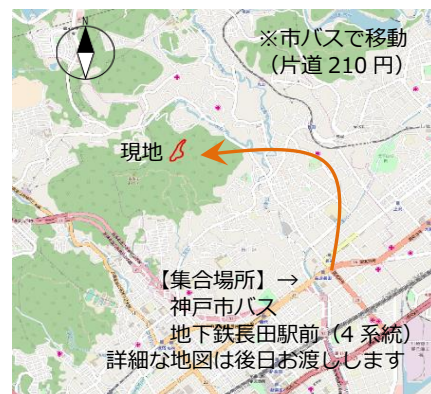 N
※市バスで移動
（片道 210 円）
現地
【集合場所】→
神戸市バス
地下鉄長田駅前（4 系統）
詳細な地図は後日お渡しします